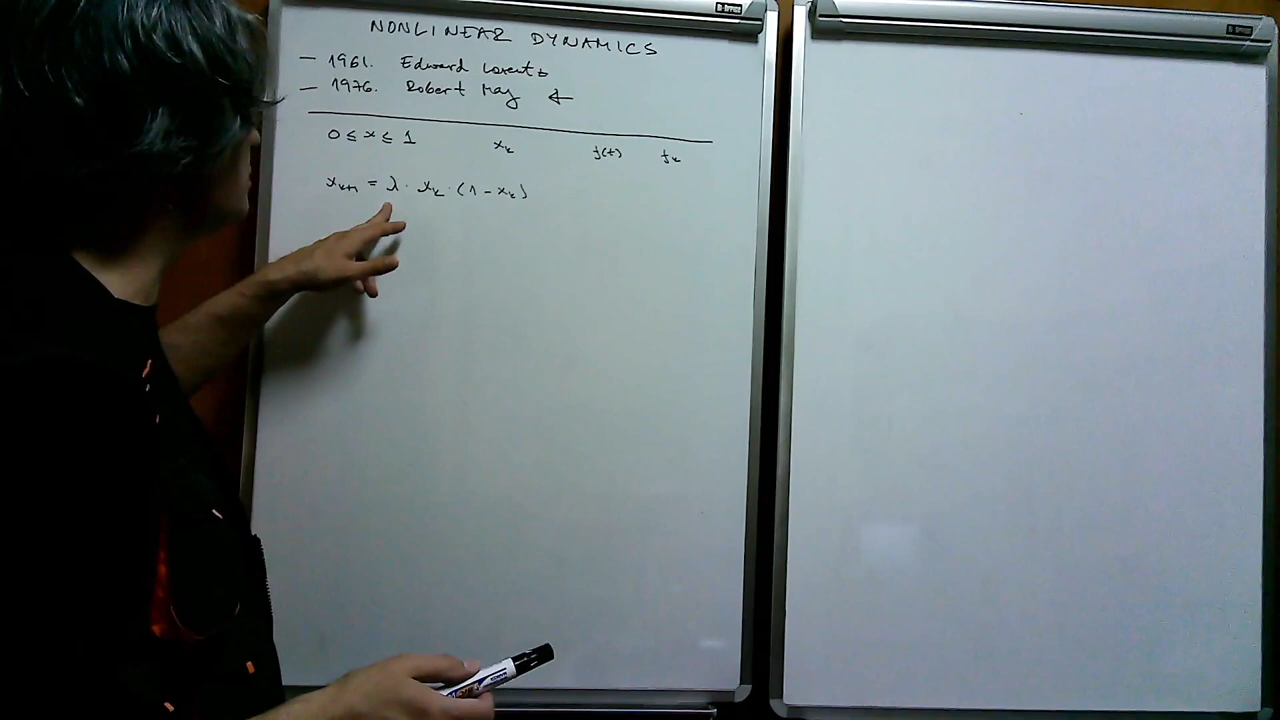 NONLINEAR DYNAMICS
— 1961. Edward Lorentz
— 1976. Robert May ←
0 ≤ x ≤ 1 xₖ f(t) fₖ
xₖ₊₁ = λ · xₖ · (1 − xₖ)